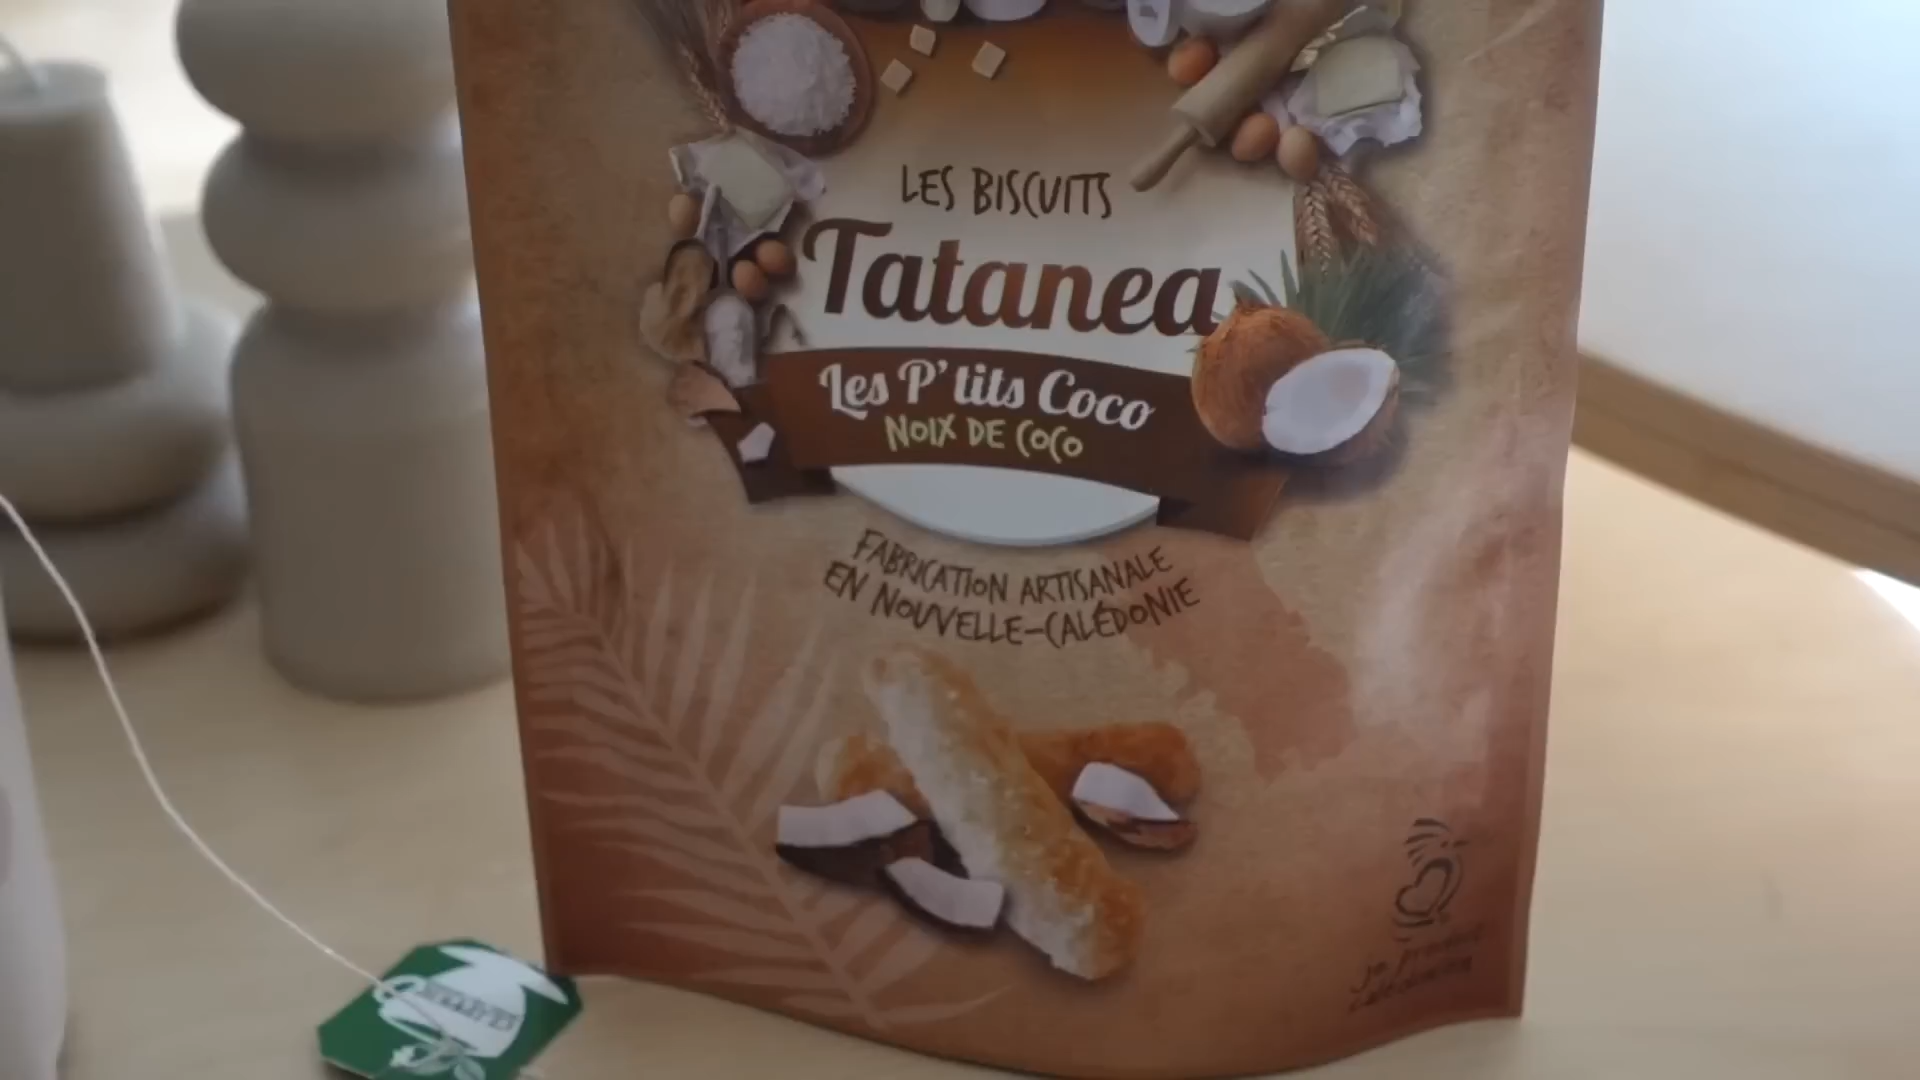 LES BISCUITS
Tatanea
Les P'tits Coco
NOIX DE COCO
FABRICATION ARTISANALE
EN NOUVELLE-CALÉDONIE